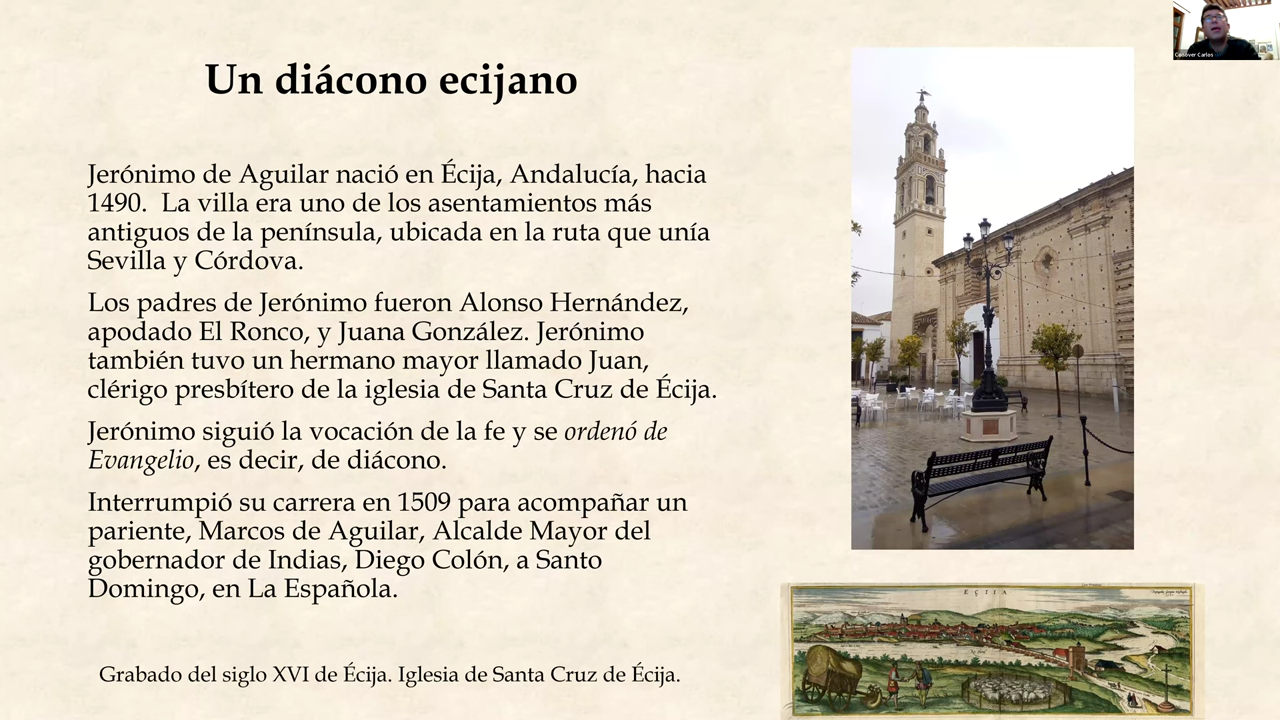 Un diácono ecijano
Jerónimo de Aguilar nació en Écija, Andalucía, hacia
1490. La villa era uno de los asentamientos más
antiguos de la península, ubicada en la ruta que unía
Sevilla y Córdova.
Los padres de Jerónimo fueron Alonso Hernández,
apodado El Ronco, y Juana González. Jerónimo
también tuvo un hermano mayor llamado Juan,
clérigo presbítero de la iglesia de Santa Cruz de Écija.
Jerónimo siguió la vocación de la fe y se ordenó de
Evangelio, es decir, de diácono.
Interrumpió su carrera en 1509 para acompañar un
pariente, Marcos de Aguilar, Alcalde Mayor del
gobernador de Indias, Diego Colón, a Santo
Domingo, en La Española.
Grabado del siglo XVI de Écija. Iglesia de Santa Cruz de Écija.
Carlos